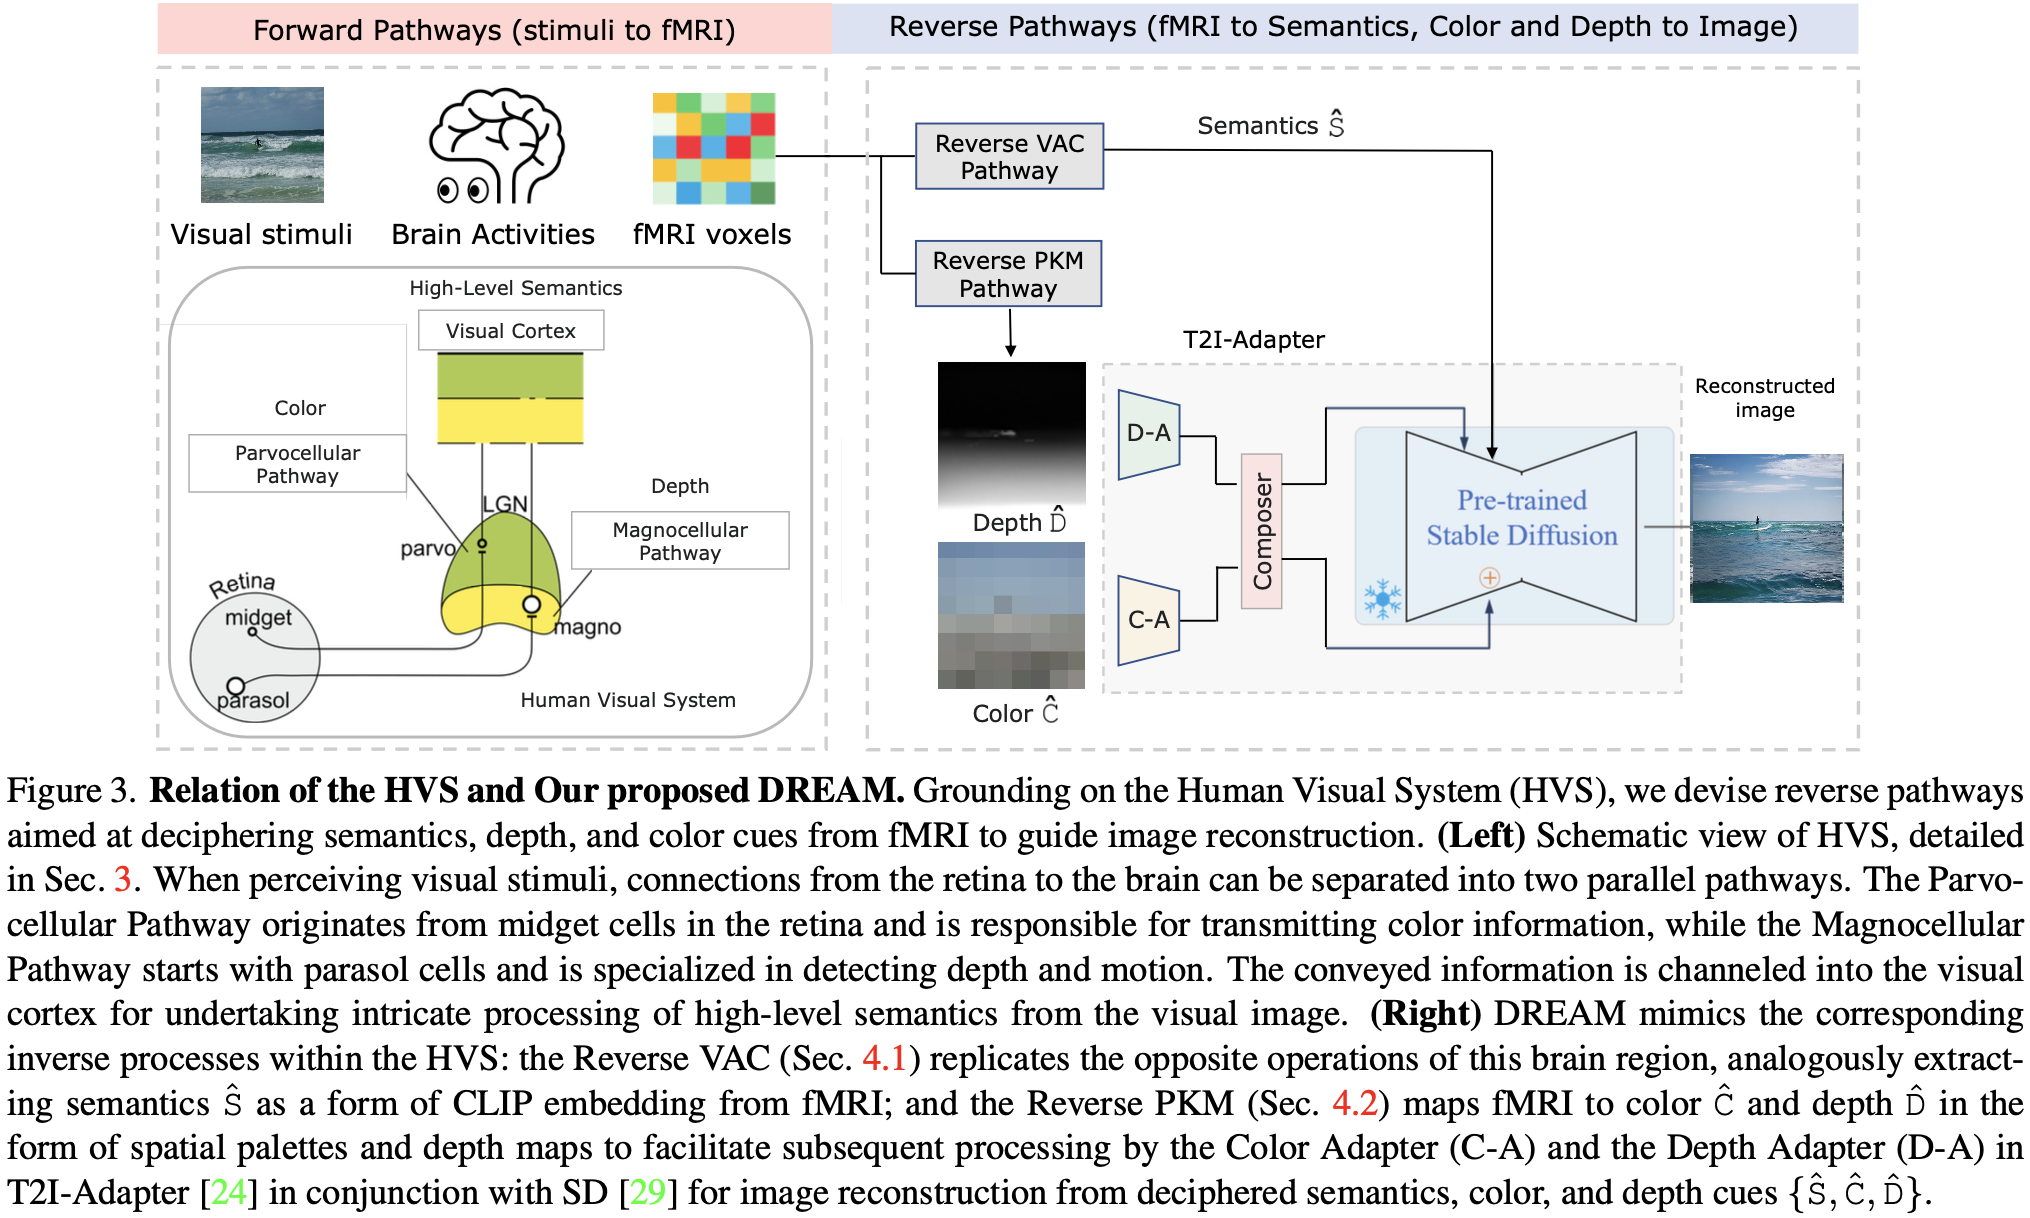 Forward Pathways (stimuli to fMRI)
Reverse Pathways (fMRI to Semantics, Color and Depth to Image)
Visual stimuli
Brain Activities
fMRI voxels
High-Level Semantics
Visual Cortex
Color
Parvocellular
Pathway
LGN
parvo
Depth
Magnocellular
Pathway
magno
Retina
midget
parasol
Human Visual System
Reverse VAC
Pathway
Semantics Ŝ
Reverse PKM
Pathway
Depth D̂
Color Ĉ
T2I-Adapter
D-A
C-A
Composer
Pre-trained
Stable Diffusion
Reconstructed
image
Figure 3. Relation of the HVS and Our proposed DREAM. Grounding on the Human Visual System (HVS), we devise reverse pathways
aimed at deciphering semantics, depth, and color cues from fMRI to guide image reconstruction. (Left) Schematic view of HVS, detailed
in Sec. 3. When perceiving visual stimuli, connections from the retina to the brain can be separated into two parallel pathways. The Parvo-
cellular Pathway originates from midget cells in the retina and is responsible for transmitting color information, while the Magnocellular
Pathway starts with parasol cells and is specialized in detecting depth and motion. The conveyed information is channeled into the visual
cortex for undertaking intricate processing of high-level semantics from the visual image. (Right) DREAM mimics the corresponding
inverse processes within the HVS: the Reverse VAC (Sec. 4.1) replicates the opposite operations of this brain region, analogously extract-
ing semantics Ŝ as a form of CLIP embedding from fMRI; and the Reverse PKM (Sec. 4.2) maps fMRI to color Ĉ and depth D̂ in the
form of spatial palettes and depth maps to facilitate subsequent processing by the Color Adapter (C-A) and the Depth Adapter (D-A) in
T2I-Adapter [24] in conjunction with SD [29] for image reconstruction from deciphered semantics, color, and depth cues {Ŝ, Ĉ, D̂}.